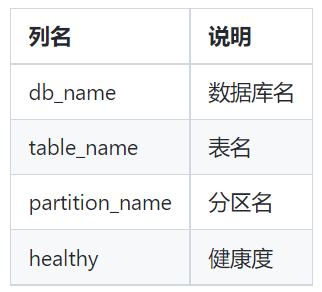 列名 说明
db_name 数据库名
table_name 表名
partition_name 分区名
healthy 健康度